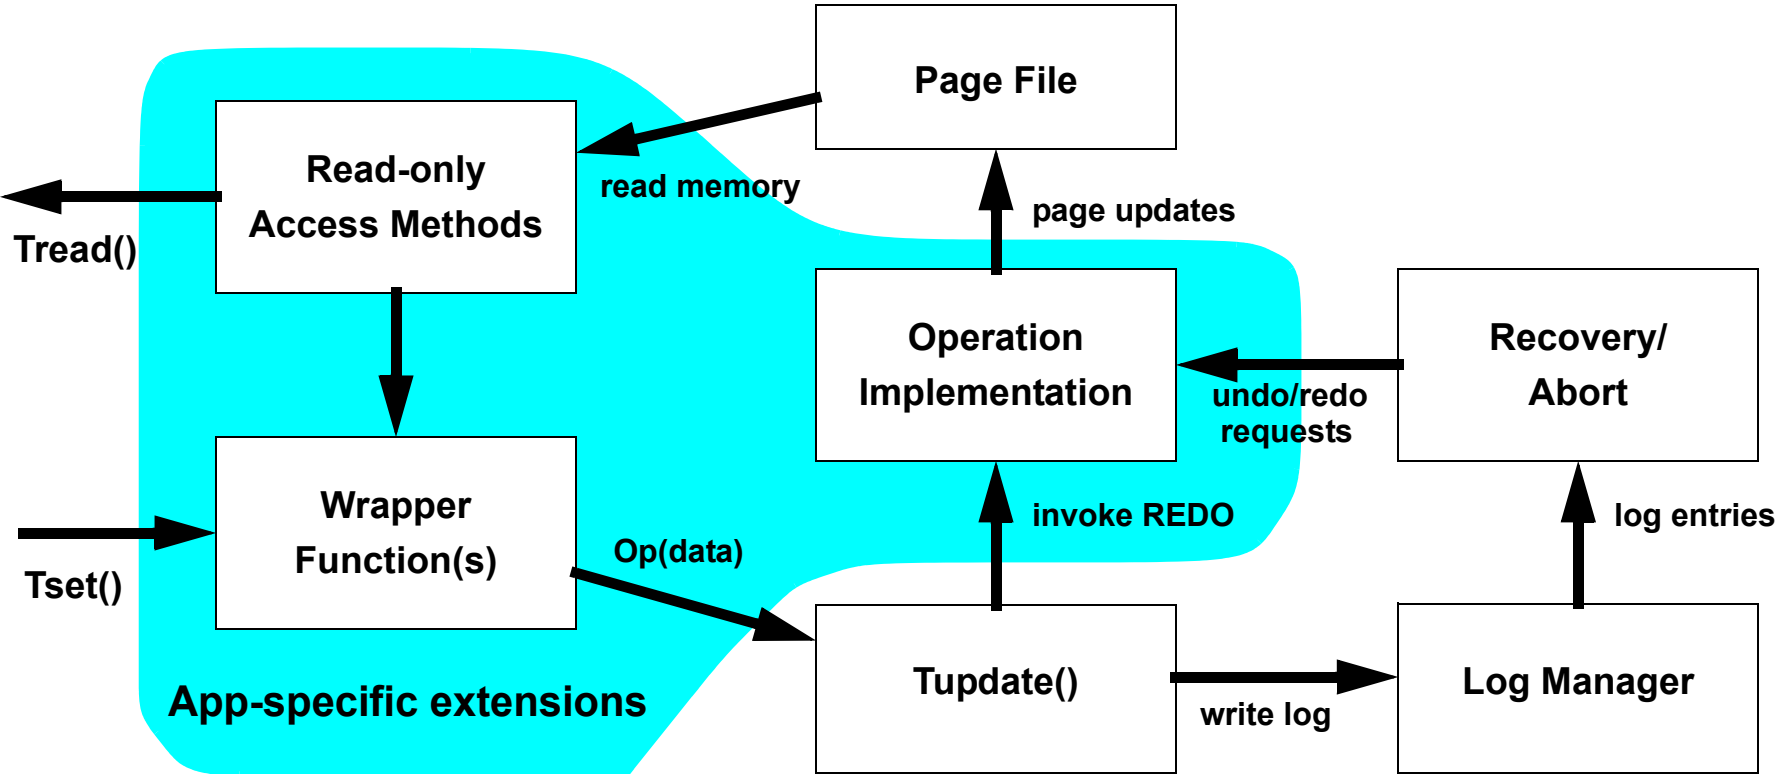 Page File
Read-only
Access Methods
read memory
Tread()
page updates
Operation
Implementation
Recovery/
Abort
undo/redo
requests
Wrapper
Function(s)
Tset()
Op(data)
invoke REDO
log entries
App-specific extensions
Tupdate()
write log
Log Manager